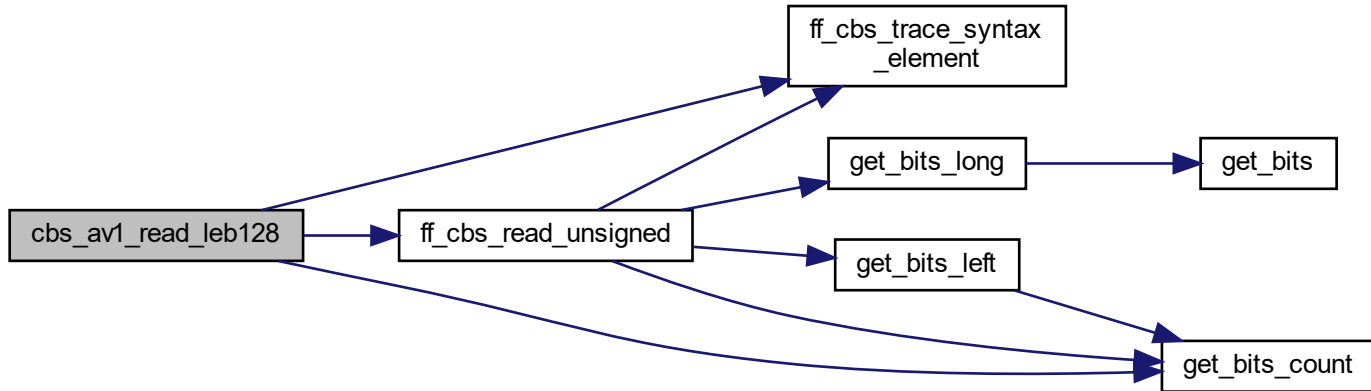 ff_cbs_trace_syntax
_element
get_bits_long
get_bits
cbs_av1_read_leb128
ff_cbs_read_unsigned
get_bits_left
get_bits_count